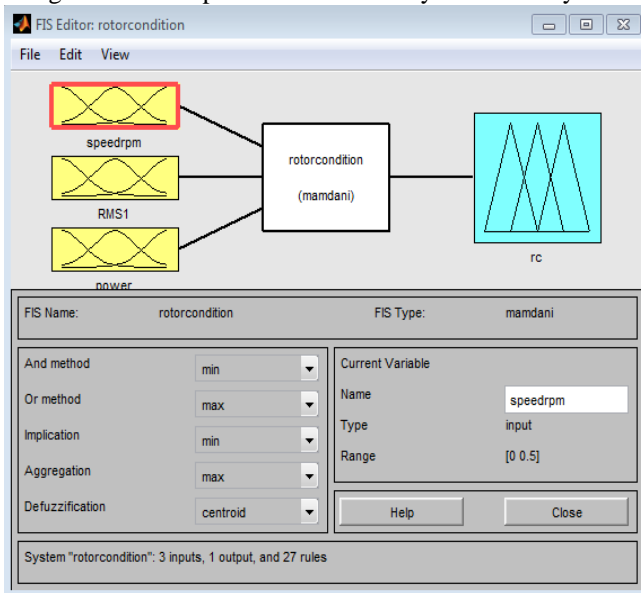 FIS Editor: rotorcondition
File Edit View
speedrpm
rotorcondition
(mamdani)
RMS1
rc
power
FIS Name: rotorcondition FIS Type: mamdani
And method min
Or method max
Implication min
Aggregation max
Defuzzification centroid
Current Variable
Name speedrpm
Type input
Range [0 0.5]
Help Close
System "rotorcondition": 3 inputs, 1 output, and 27 rules